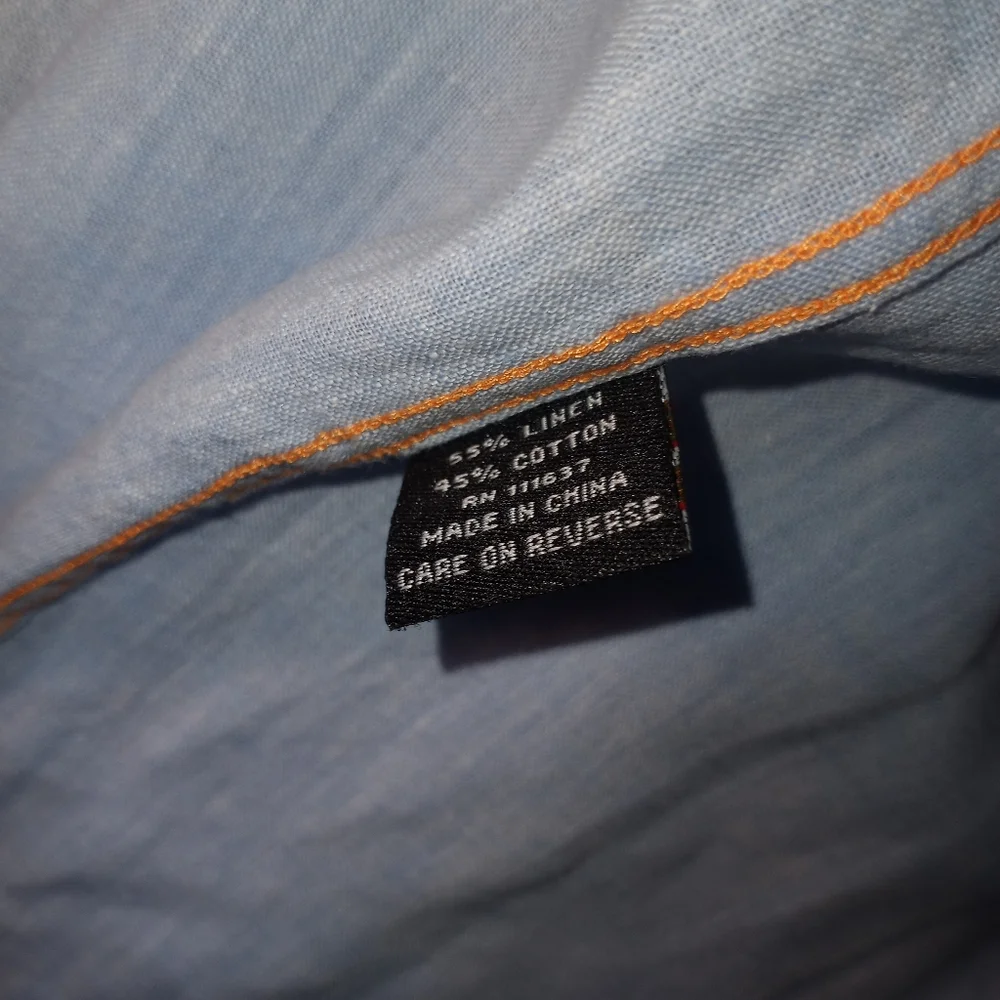 55% LINEN
45% COTTON
RN 111637
MADE IN CHINA
CARE ON REVERSE